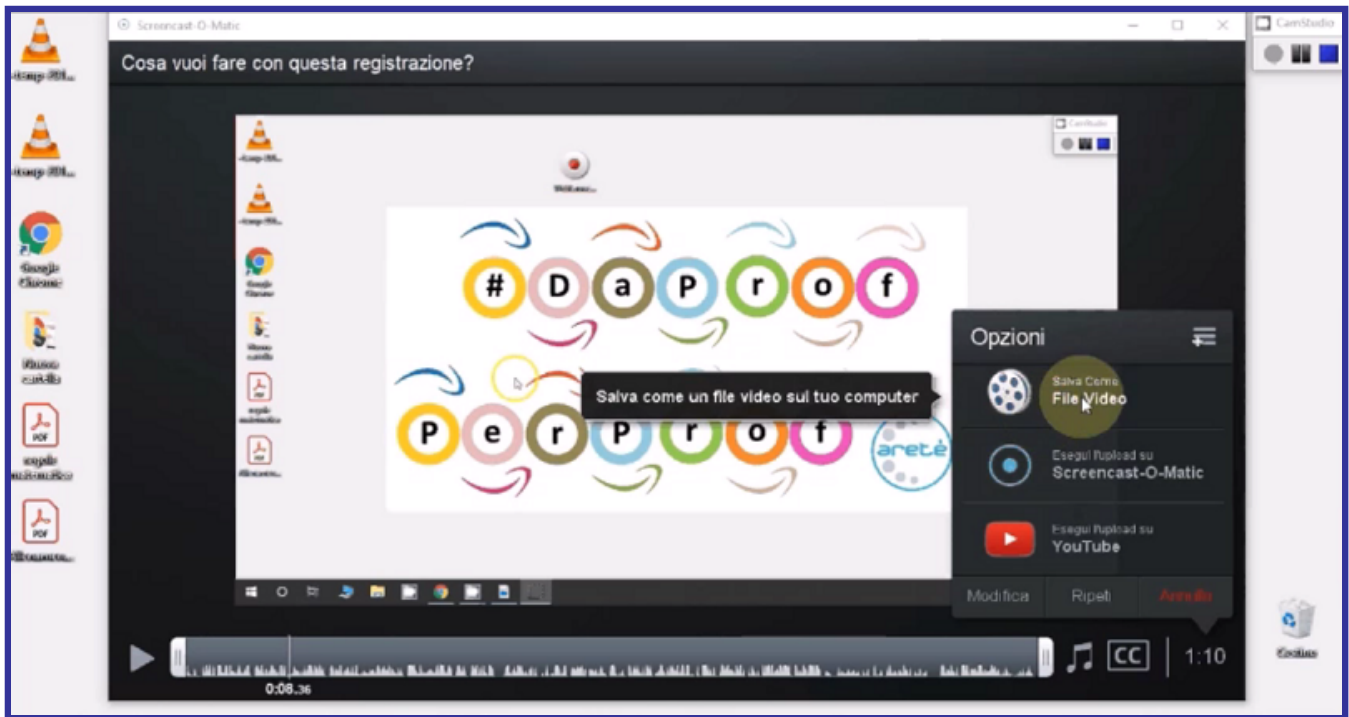 Screencast-O-Matic
CamStudio
Cosa vuoi fare con questa registrazione?
CamStudio
Google
Chrome
PDF
PDF
# D a P r o f
P e r P r o f
areté
Salva come un file video sul tuo computer
Opzioni
Salva Come
File Video
Esegui l'upload su
Screencast-O-Matic
Esegui l'upload su
YouTube
Modifica
Ripeti
Annulla
CC
1:10
0:08.36
Cestino